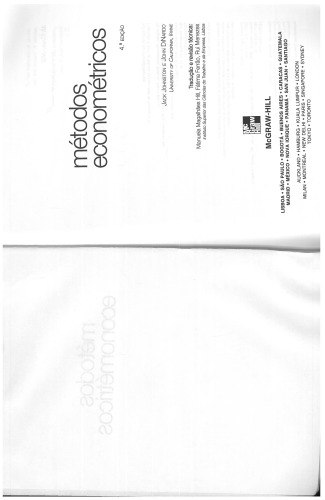 métodos
econométricos
4.ª EDIÇÃO
JACK JOHNSTON E JOHN DINARDO
UNIVERSITY OF CALIFORNIA, IRVINE
Tradução e revisão técnica:
Manuela Magalhães Hill, Fátima Fortão, Rui Menezes
McGRAW-HILL
LISBOA • SÃO PAULO • BOGOTÁ • BUENOS AIRES • CARACAS • GUATEMALA
MADRID • MÉXICO • NOVA IORQUE • PANAMÁ • SAN JUAN • SANTIAGO
AUCKLAND • HAMBURG • KUALA LUMPUR • LONDON
MILAN • MONTREAL • NEW DELHI • PARIS • SINGAPORE • SYDNEY
TOKYO • TORONTO
métodos
econométricos